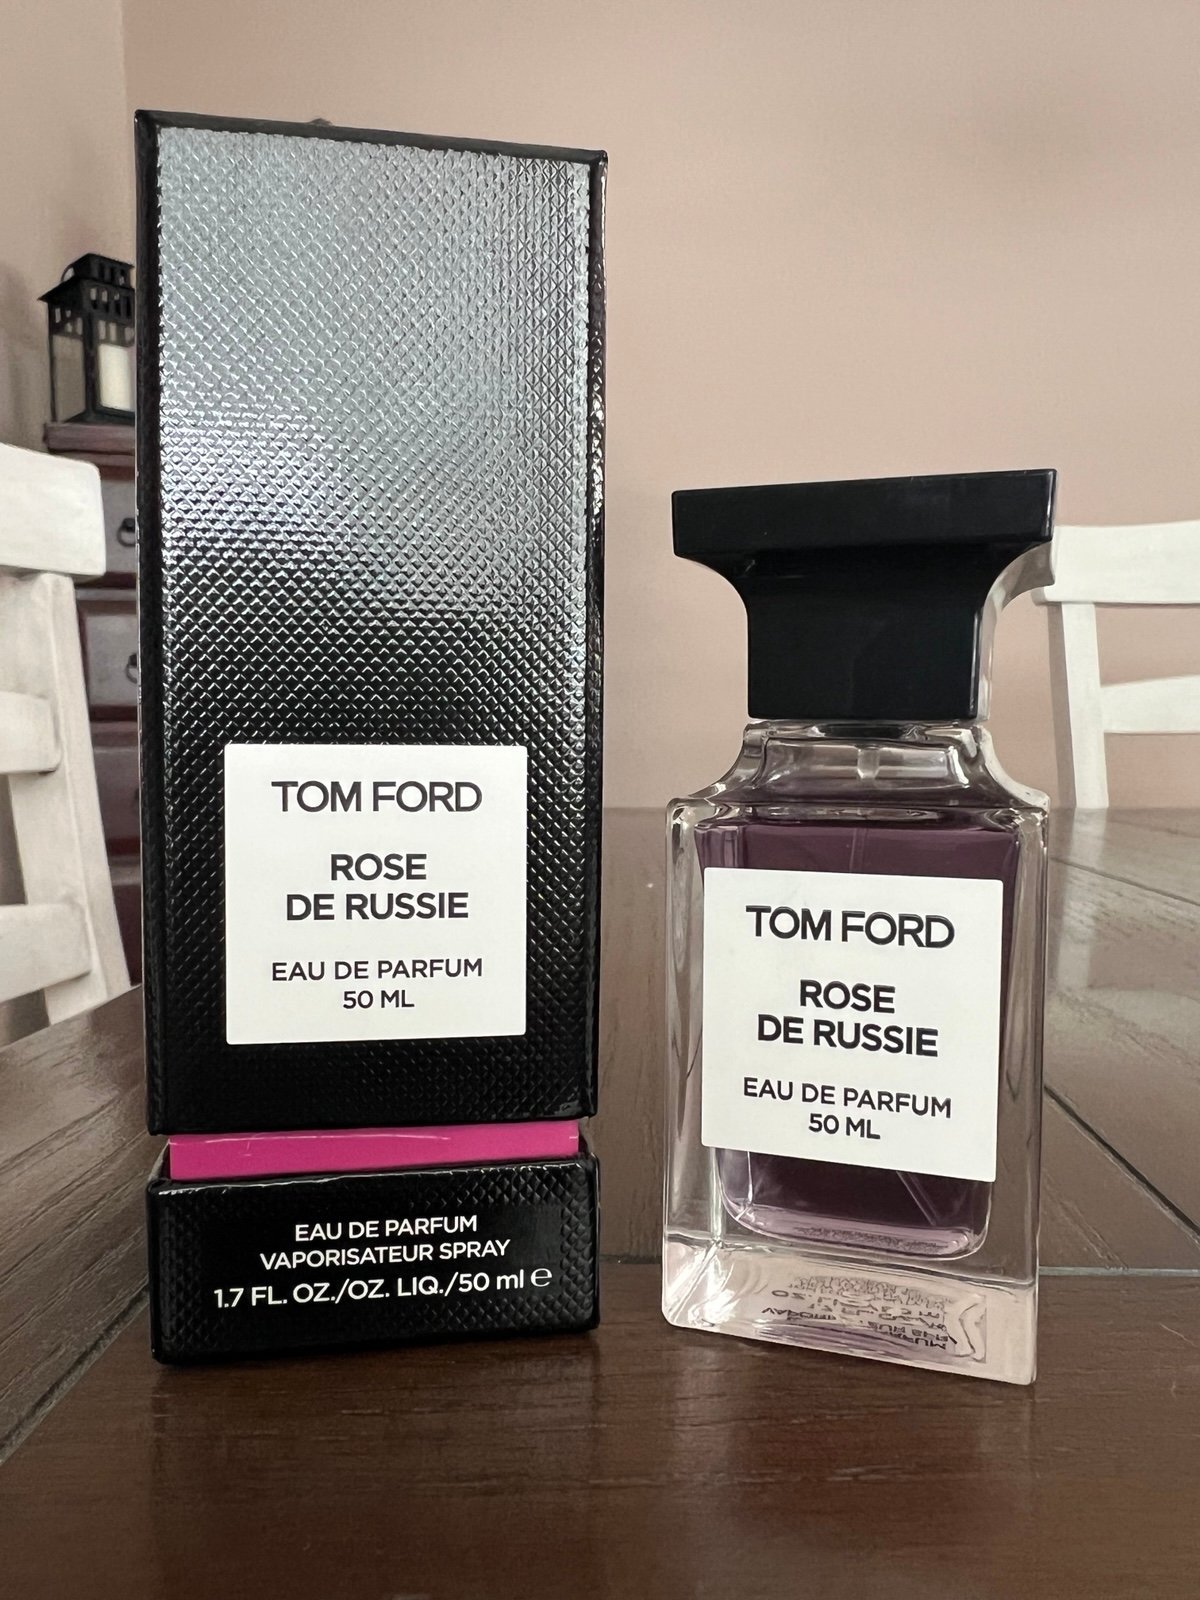 TOM FORD
ROSE
DE RUSSIE
EAU DE PARFUM
50 ML
EAU DE PARFUM
VAPORISATEUR SPRAY
1.7 FL. OZ./OZ. LIQ./50 ml ℮
TOM FORD
ROSE
DE RUSSIE
EAU DE PARFUM
50 ML